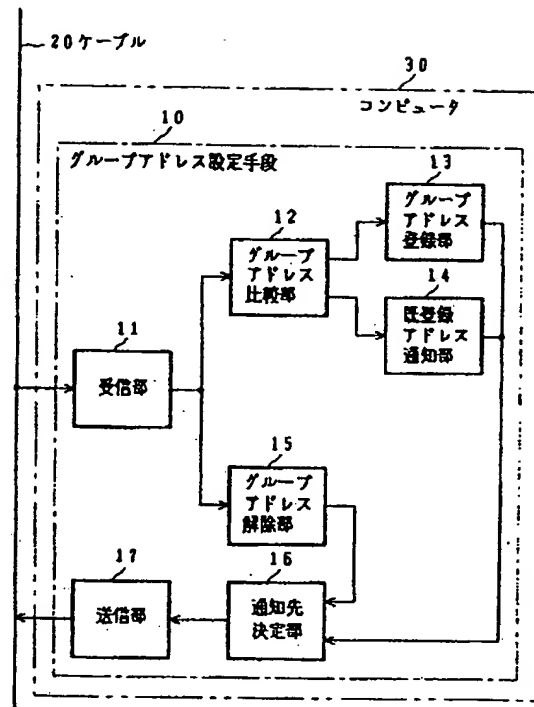 20ケーブル
30
コンピュータ
10
グループアドレス設定手段
13
グループ
アドレス
登録部
12
グループ
アドレス
比較部
14
既登録
アドレス
通知部
11
受信部
15
グループ
アドレス
解除部
16
通知先
決定部
17
送信部